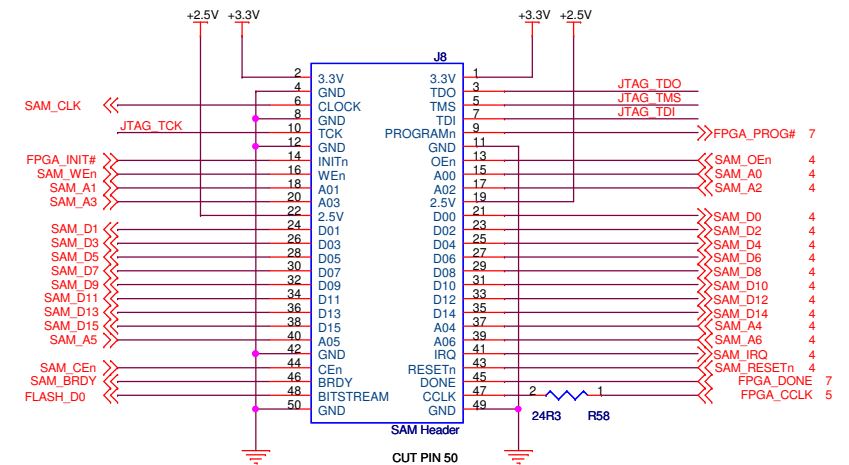 +2.5V +3.3V +3.3V +2.5V
J8
2 3.3V 3.3V 1
4 GND TDO 3 JTAG_TDO
SAM_CLK 6 CLOCK TMS 5 JTAG_TMS
8 GND TDI 7 JTAG_TDI
JTAG_TCK 10 TCK PROGRAMn 9 FPGA_PROG# 7
12 GND GND 11
FPGA_INIT# 14 INITn OEn 13 SAM_OEn 4
SAM_WEn 16 WEn A00 15 SAM_A0 4
SAM_A1 18 A01 A02 17 SAM_A2 4
SAM_A3 20 A03 2.5V 19
22 2.5V D00 21 SAM_D0 4
SAM_D1 24 D01 D02 23 SAM_D2 4
SAM_D3 26 D03 D04 25 SAM_D4 4
SAM_D5 28 D05 D06 27 SAM_D6 4
SAM_D7 30 D07 D08 29 SAM_D8 4
SAM_D9 32 D09 D10 31 SAM_D10 4
SAM_D11 34 D11 D12 33 SAM_D12 4
SAM_D13 36 D13 D14 35 SAM_D14 4
SAM_D15 38 D15 A04 37 SAM_A4 4
SAM_A5 40 A05 A06 39 SAM_A6 4
42 GND IRQ 41 SAM_IRQ 4
SAM_CEn 44 CEn RESETn 43 SAM_RESETn 4
SAM_BRDY 46 BRDY DONE 45 FPGA_DONE 7
FLASH_D0 48 BITSTREAM CCLK 47 2 1 FPGA_CCLK 5
50 GND GND 49 24R3 R58
SAM Header
CUT PIN 50